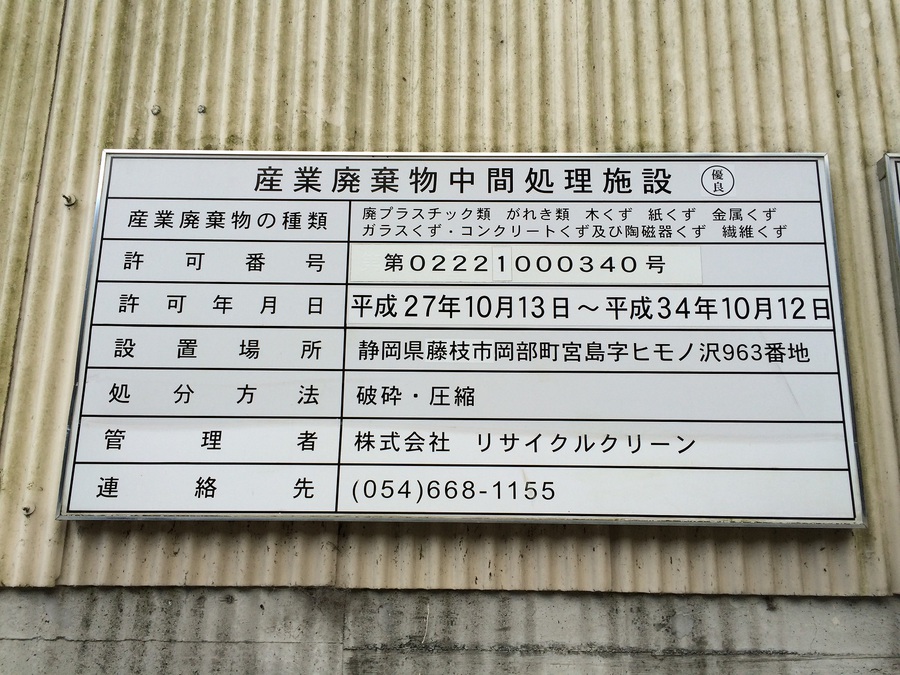 産業廃棄物中間処理施設 優良
産業廃棄物の種類 廃プラスチック類 がれき類 木くず 紙くず 金属くず
ガラスくず・コンクリートくず及び陶磁器くず 繊維くず
許可番号 第02221000340号
許可年月日 平成27年10月13日～平成34年10月12日
設置場所 静岡県藤枝市岡部町宮島字ヒモノ沢963番地
処分方法 破砕・圧縮
管理者 株式会社 リサイクルクリーン
連絡先 (054)668-1155